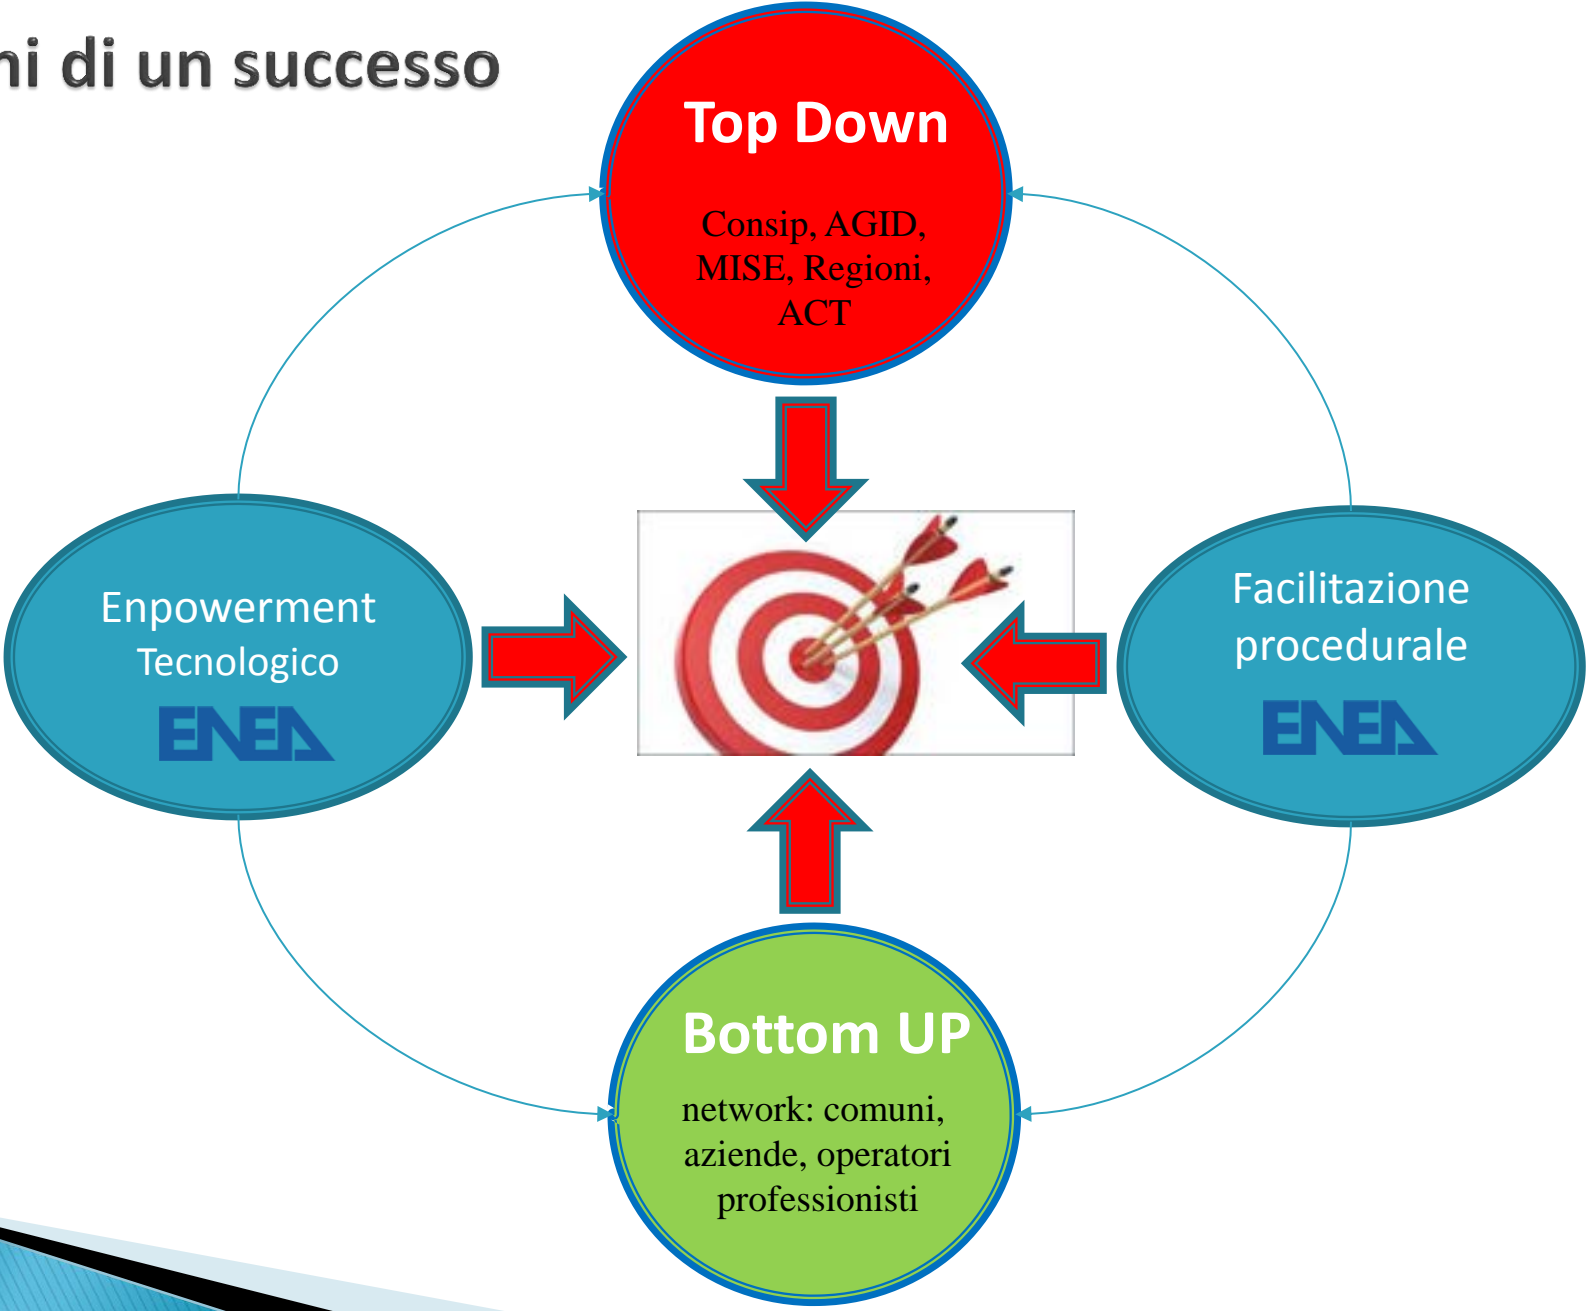 ni di un successo
Top Down
Consip, AGID,
MISE, Regioni,
ACT
Enpowerment
Tecnologico
ENEA
Facilitazione
procedurale
ENEA
Bottom UP
network: comuni,
aziende, operatori
professionisti